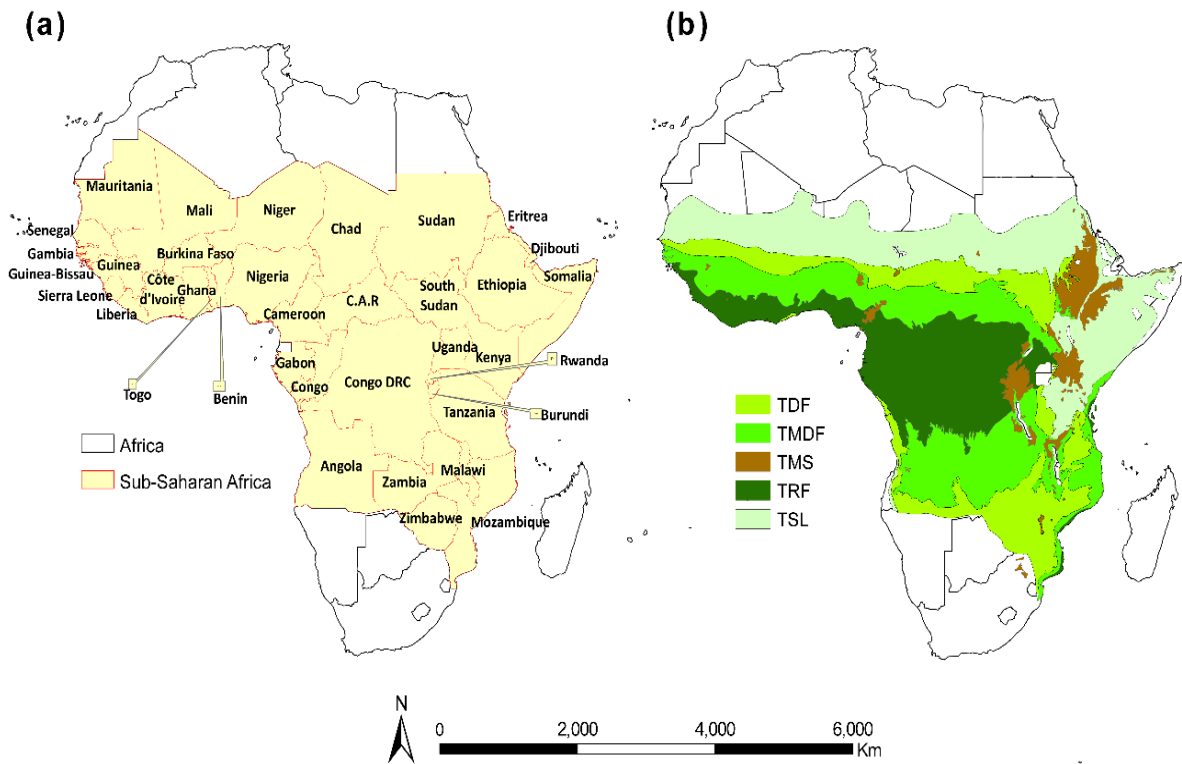 (a)
(b)
Mauritania
Mali
Niger
Chad
Sudan
Eritrea
Senegal
Gambia
Guinea-Bissau
Guinea
Sierra Leone
Liberia
Côte
d'Ivoire
Burkina Faso
Ghana
Nigeria
Djibouti
Somalia
Ethiopia
South
Sudan
C.A.R
Cameroon
Uganda
Kenya
Rwanda
Gabon
Congo
Congo DRC
Togo
Benin
Burundi
Tanzania
Africa
Sub-Saharan Africa
Angola
Malawi
Zambia
Zimbabwe
Mozambique
TDF
TMDF
TMS
TRF
TSL
N
0
2,000
4,000
6,000
Km